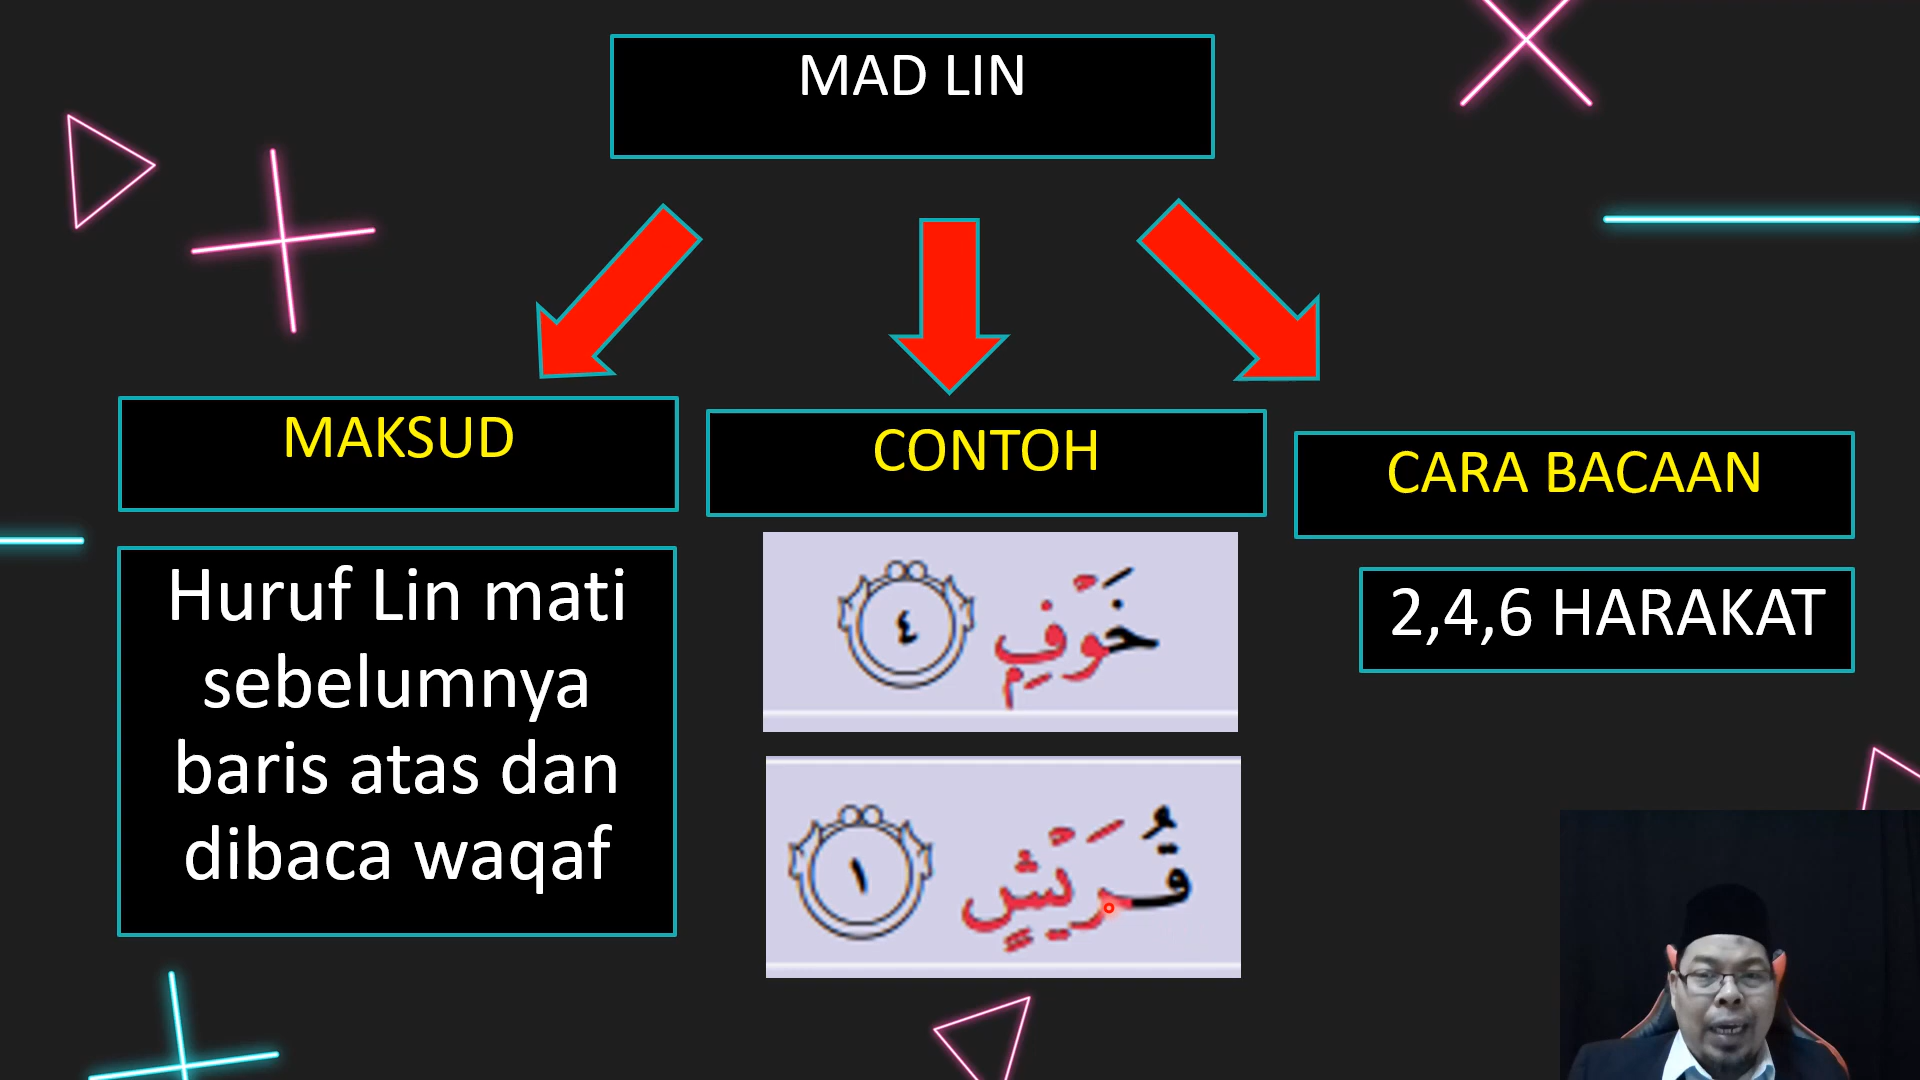 MAD LIN
MAKSUD
CONTOH
CARA BACAAN
Huruf Lin mati
sebelumnya
baris atas dan
dibaca waqaf
خَوْفٍۭ ٤
قُرَيْشٍ ١
2,4,6 HARAKAT